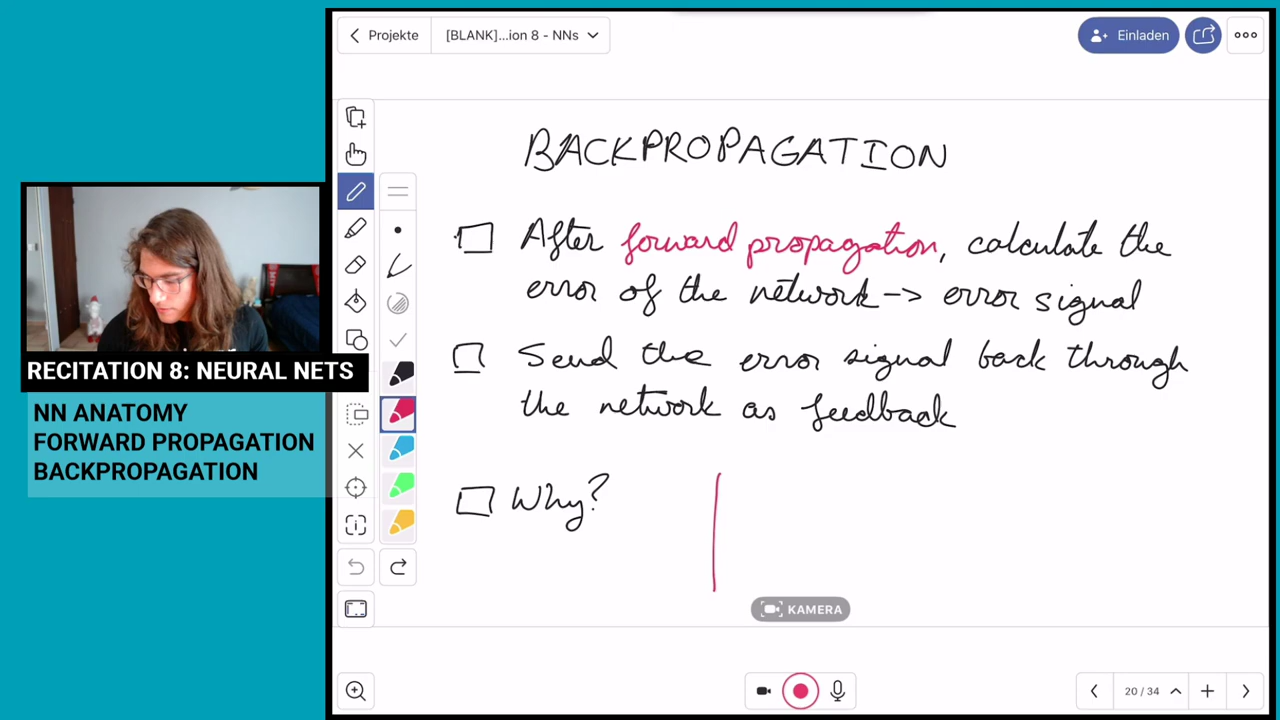 Projekte
[BLANK]...ion 8 - NNs
Einladen
BACKPROPAGATION
After forward propagation, calculate the
error of the network -> error signal
Send the error signal back through
the network as feedback
Why?
RECITATION 8: NEURAL NETS
NN ANATOMY
FORWARD PROPAGATION
BACKPROPAGATION
KAMERA
20 / 34